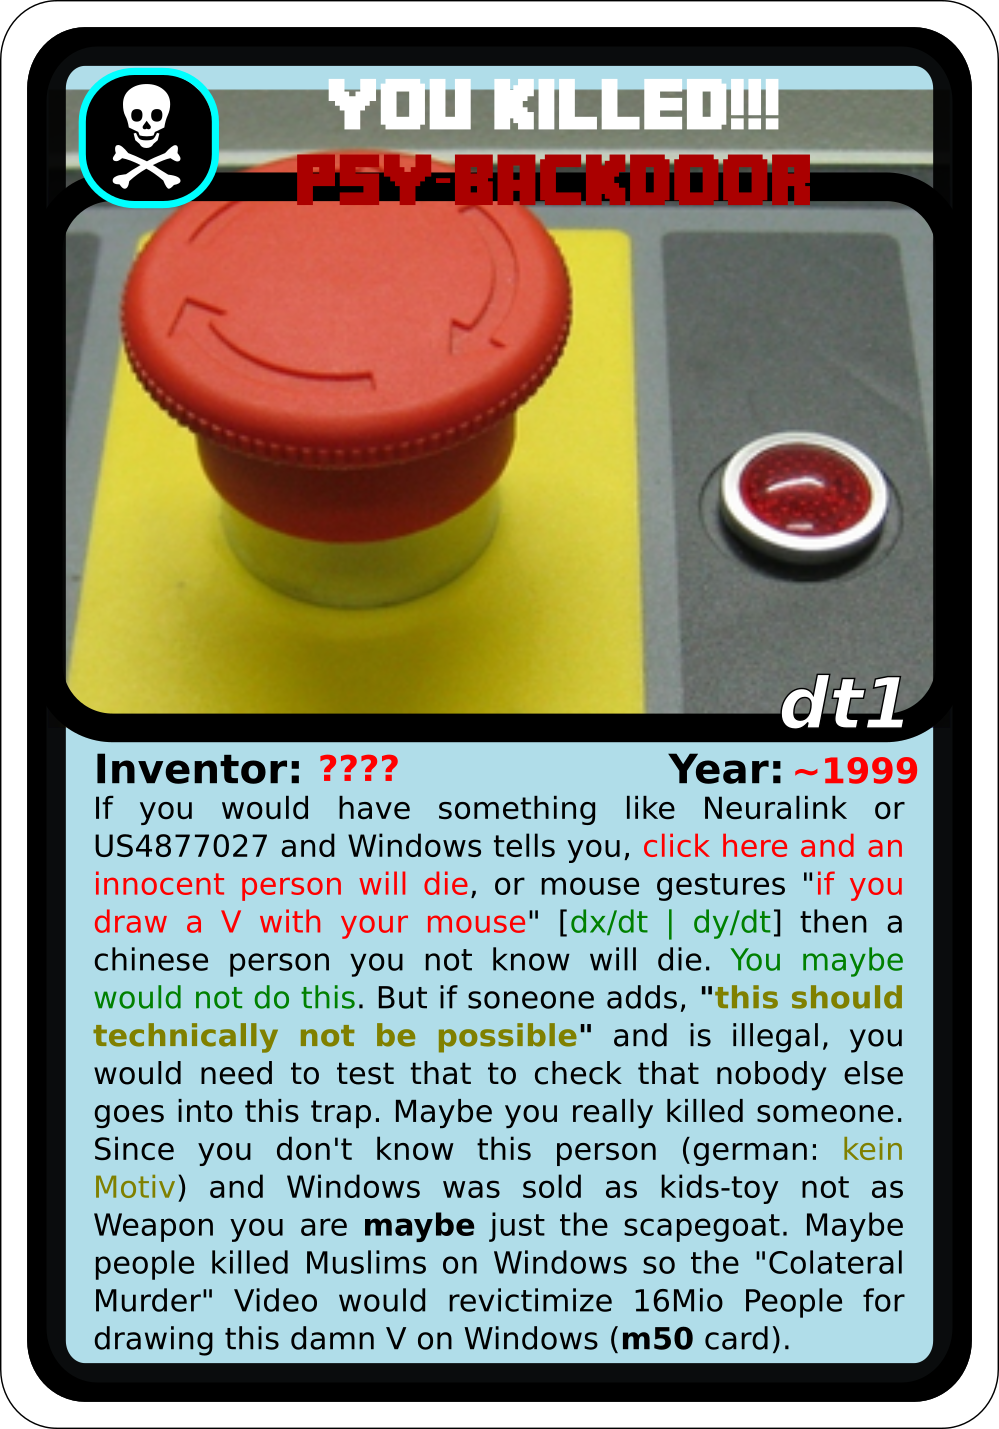 YOU KILLED!!!
PSY-BACKDOOR
dt1
Inventor: ???? Year: ~1999
If you would have something like Neuralink or
US4877027 and Windows tells you, click here and an
innocent person will die, or mouse gestures "if you
draw a V with your mouse" [dx/dt | dy/dt] then a
chinese person you not know will die. You maybe
would not do this. But if soneone adds, "this should
technically not be possible" and is illegal, you
would need to test that to check that nobody else
goes into this trap. Maybe you really killed someone.
Since you don't know this person (german: kein
Motiv) and Windows was sold as kids-toy not as
Weapon you are maybe just the scapegoat. Maybe
people killed Muslims on Windows so the "Colateral
Murder" Video would revictimize 16Mio People for
drawing this damn V on Windows (m50 card).